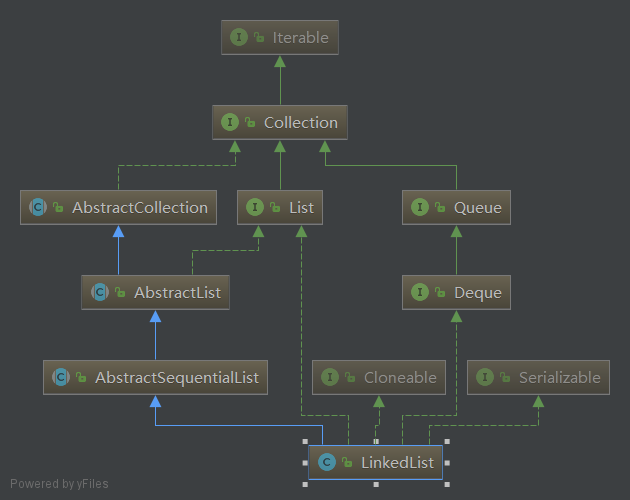 I Iterable
I Collection
C AbstractCollection
I List
I Queue
C AbstractList
I Deque
C AbstractSequentialList
I Cloneable
I Serializable
C LinkedList
Powered by yFiles